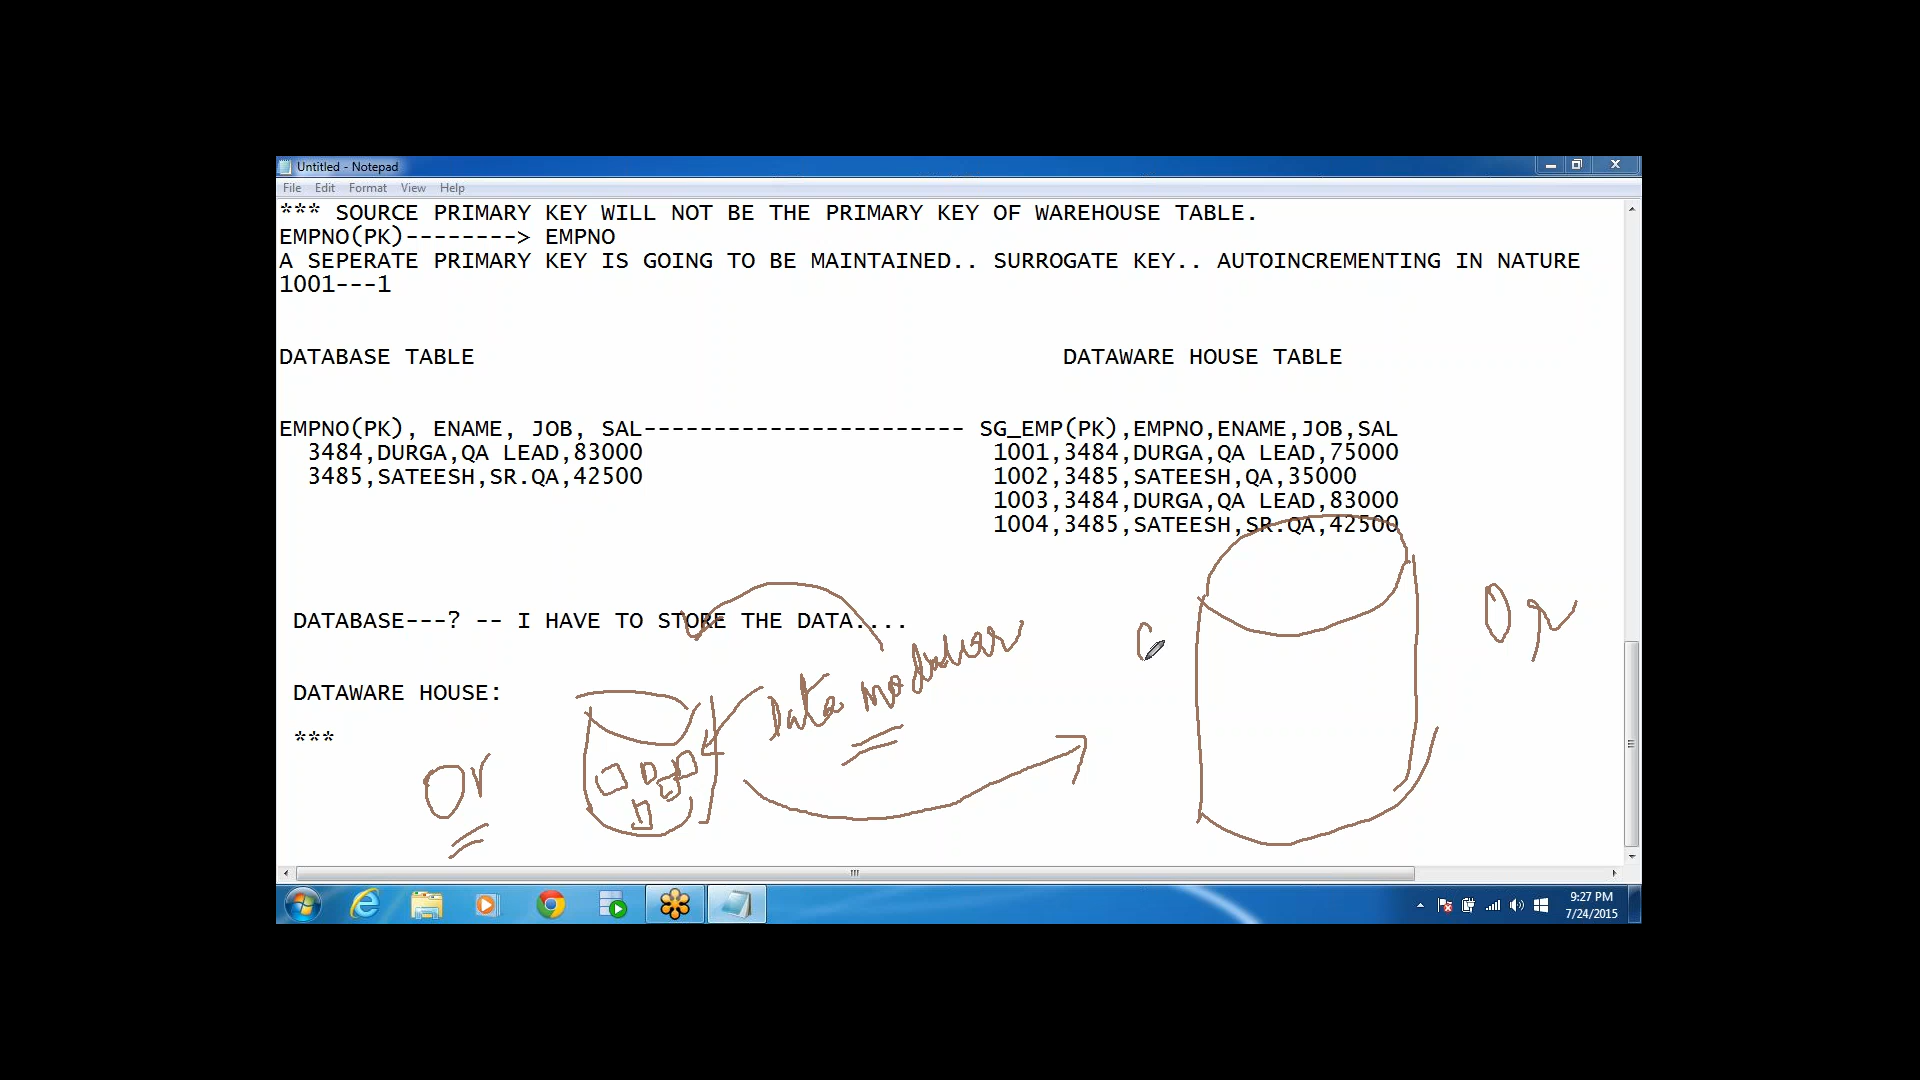 Untitled - Notepad
File Edit Format View Help
*** SOURCE PRIMARY KEY WILL NOT BE THE PRIMARY KEY OF WAREHOUSE TABLE.
EMPNO(PK)--------> EMPNO
A SEPERATE PRIMARY KEY IS GOING TO BE MAINTAINED.. SURROGATE KEY.. AUTOINCREMENTING IN NATURE
1001---1
DATABASE TABLE DATAWARE HOUSE TABLE
EMPNO(PK), ENAME, JOB, SAL----------------------- SG_EMP(PK),EMPNO,ENAME,JOB,SAL
3484,DURGA,QA LEAD,83000 1001,3484,DURGA,QA LEAD,75000
3485,SATEESH,SR.QA,42500 1002,3485,SATEESH,QA,35000
1003,3484,DURGA,QA LEAD,83000
1004,3485,SATEESH,SR.QA,42500
DATABASE---? -- I HAVE TO STORE THE DATA....
Or
Data modeler
DATAWARE HOUSE:
***
Or
9:27 PM
7/24/2015